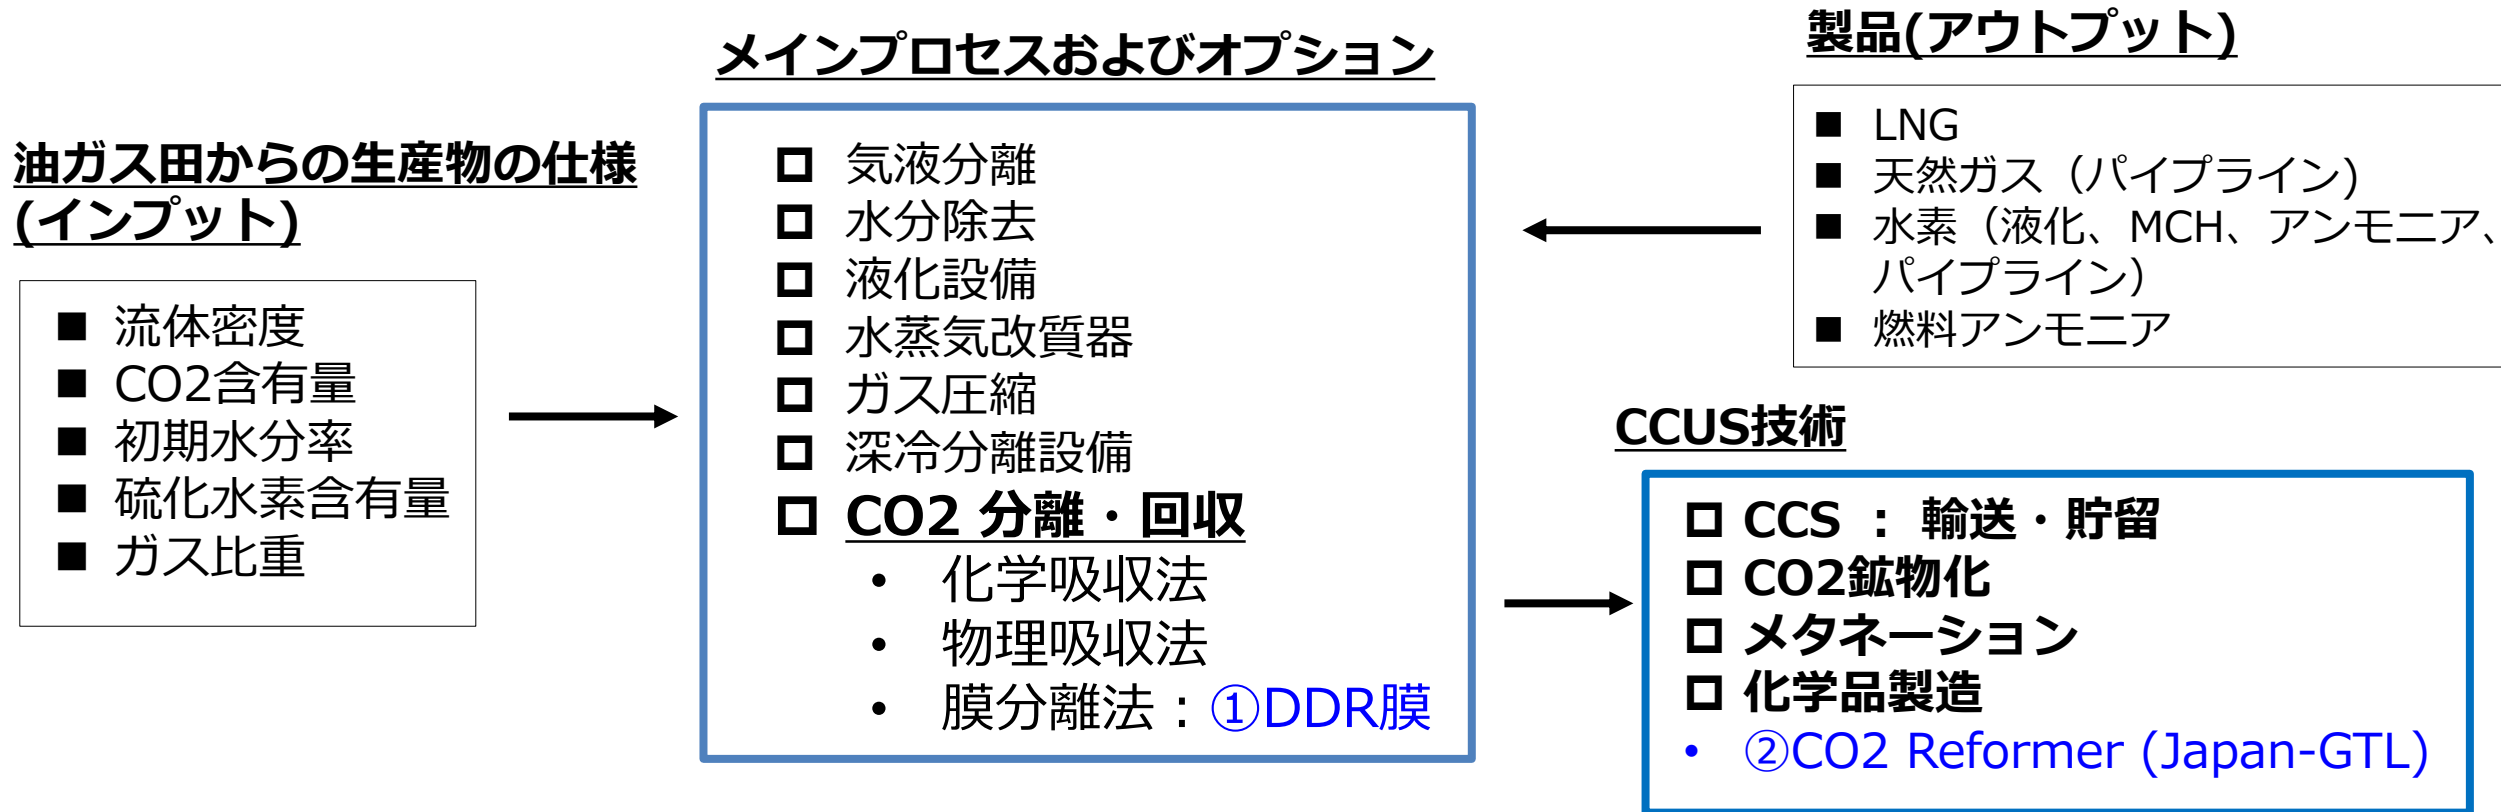 メインプロセスおよびオプション
製品(アウトプット)
油ガス田からの生産物の仕様
(インプット)
■ 流体密度
■ CO2含有量
■ 初期水分率
■ 硫化水素含有量
■ ガス比重
□ 気液分離
□ 水分除去
□ 液化設備
□ 水蒸気改質器
□ ガス圧縮
□ 深冷分離設備
□ CO2 分離・回収
• 化学吸収法
• 物理吸収法
• 膜分離法：①DDR膜
■ LNG
■ 天然ガス（パイプライン)
■ 水素（液化、MCH、アンモニア、
パイプライン）
■ 燃料アンモニア
CCUS技術
□ CCS ： 輸送・貯留
□ CO2鉱物化
□ メタネーション
□ 化学品製造
• ②CO2 Reformer (Japan-GTL)